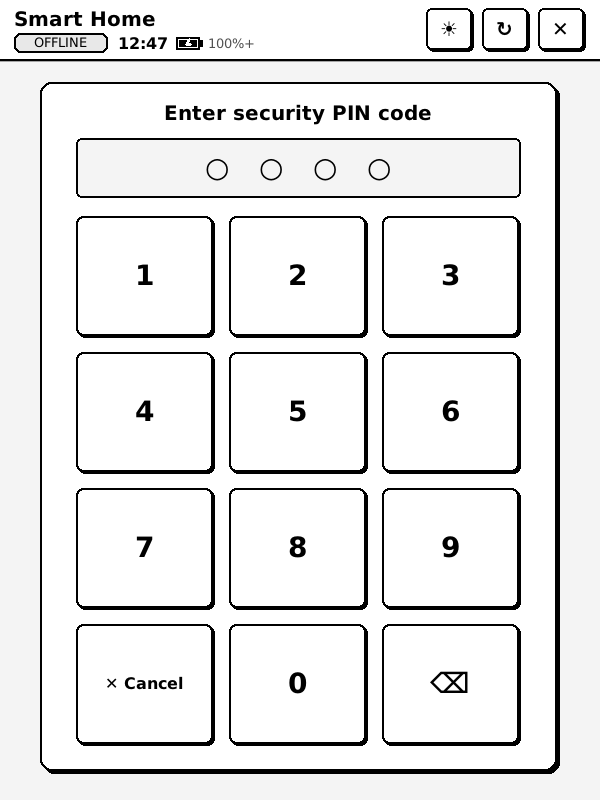 Smart Home
OFFLINE 12:47 100%+
Enter security PIN code
1 2 3
4 5 6
7 8 9
× Cancel 0